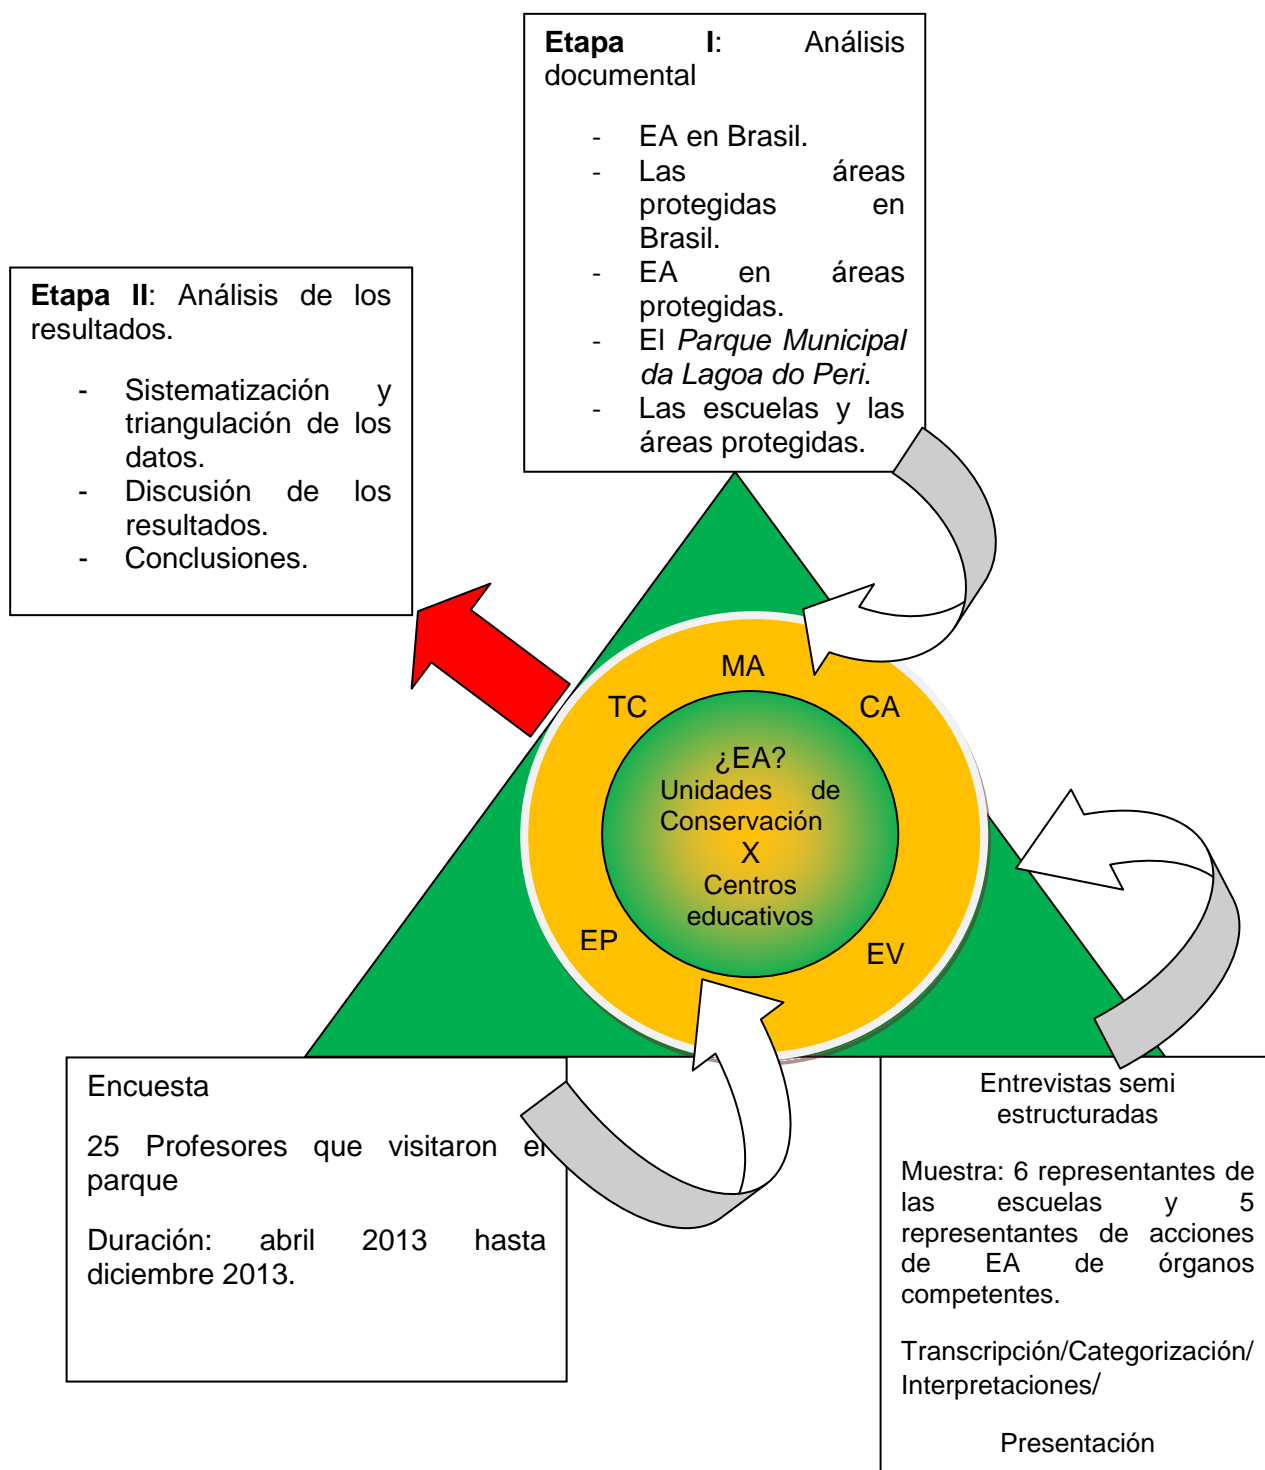 Etapa I: Análisis
documental
- EA en Brasil.
- Las áreas
protegidas en
Brasil.
- EA en áreas
protegidas.
- El Parque Municipal
da Lagoa do Peri.
- Las escuelas y las
áreas protegidas.
Etapa II: Análisis de los
resultados.
- Sistematización y
triangulación de los
datos.
- Discusión de los
resultados.
- Conclusiones.
MA
TC
CA
¿EA?
Unidades de
Conservación
X
Centros
educativos
EP
EV
Encuesta
25 Profesores que visitaron el
parque
Duración: abril 2013 hasta
diciembre 2013.
Entrevistas semi
estructuradas
Muestra: 6 representantes de
las escuelas y 5
representantes de acciones
de EA de órganos
competentes.
Transcripción/Categorización/
Interpretaciones/
Presentación